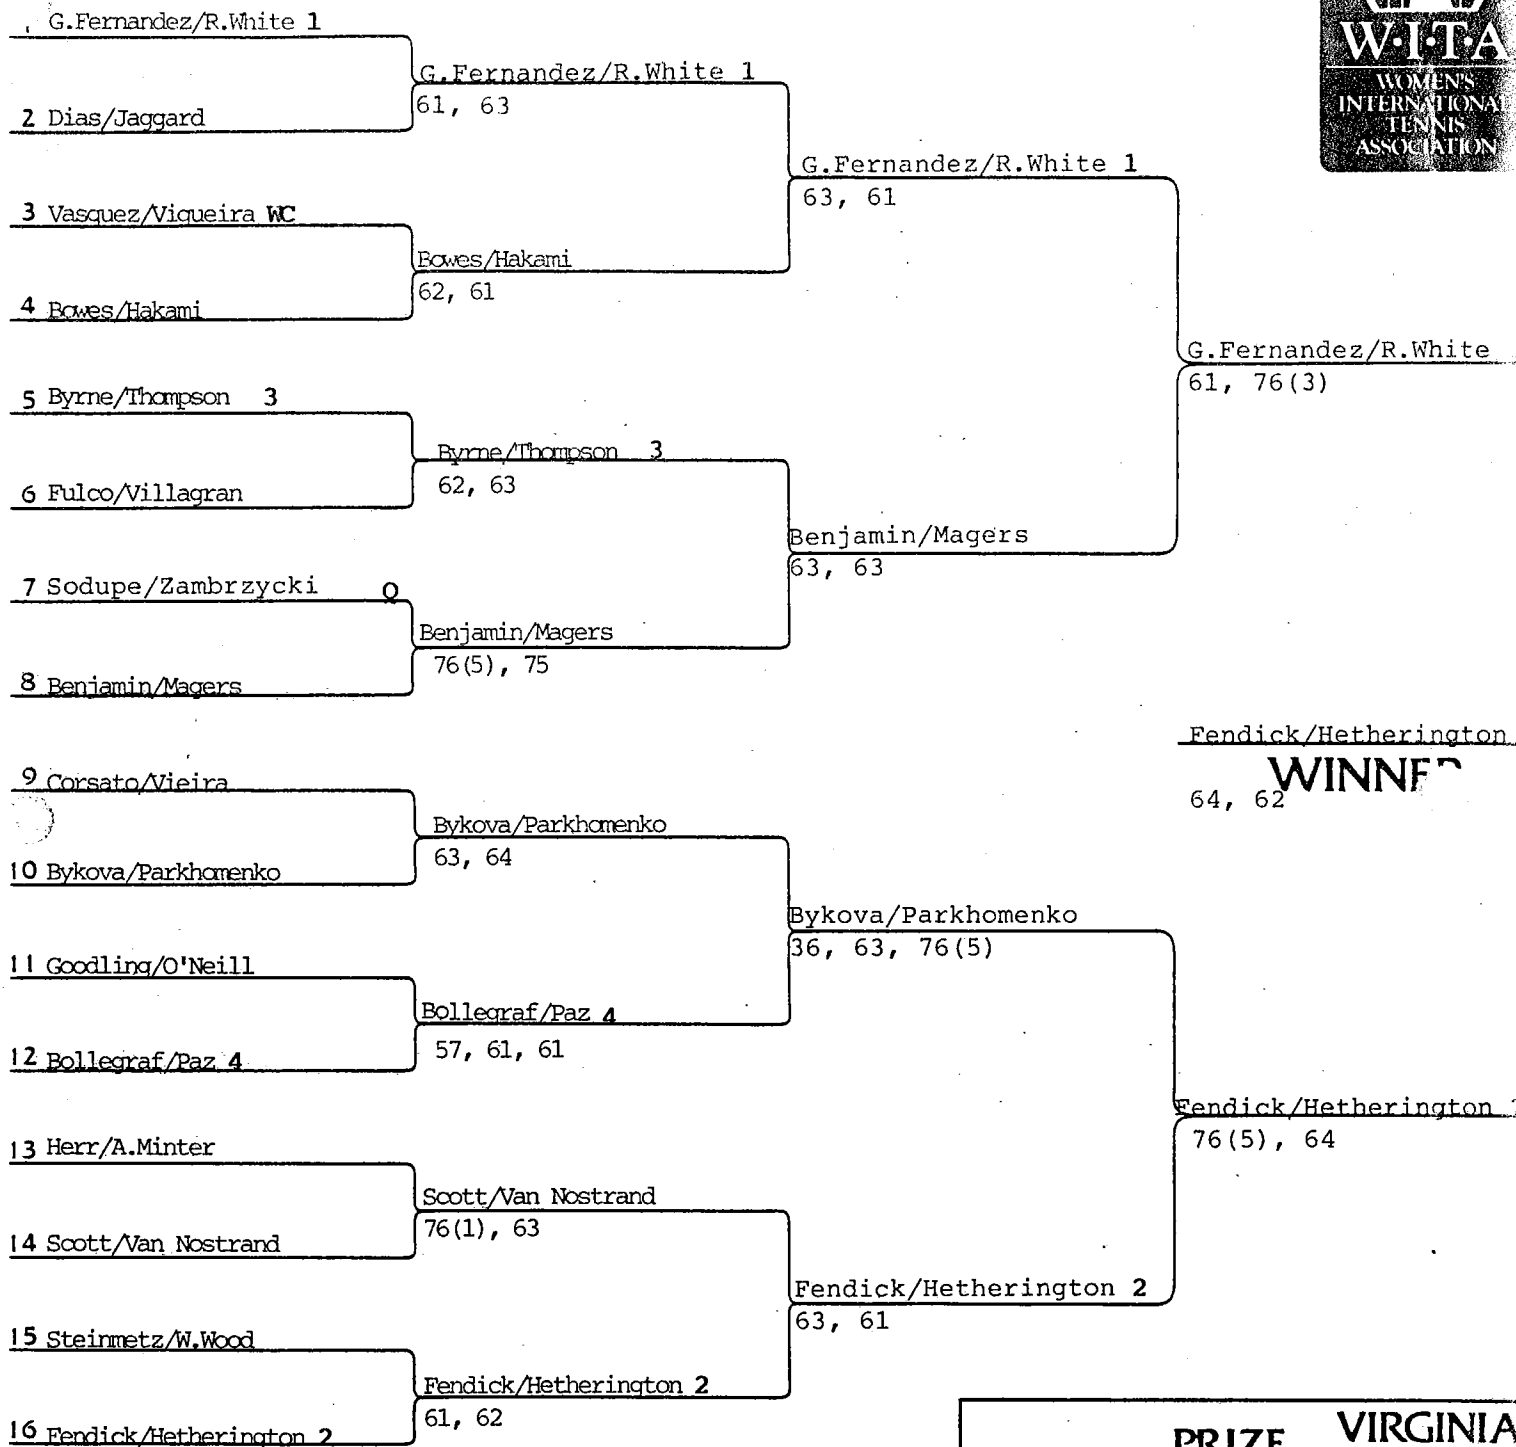 G.Fernandez/R.White 1
2 Dias/Jaggard
3 Vasquez/Viqueira WC
4 Bowes/Hakami
5 Byrne/Thompson 3
6 Fulco/Villagran
7 Sodupe/Zambrzycki Q
8 Benjamin/Magers
9 Corsato/Vieira
10 Bykova/Parkhomenko
11 Goodling/O'Neill
12 Bollegraf/Paz 4
13 Herr/A.Minter
14 Scott/Van Nostrand
15 Steinmetz/W.Wood
16 Fendick/Hetherington 2
G.Fernandez/R.White 1
61, 63
Bowes/Hakami
62, 61
Byrne/Thompson 3
62, 63
Benjamin/Magers
76(5), 75
Bykova/Parkhomenko
63, 64
Bollegraf/Paz 4
57, 61, 61
Scott/Van Nostrand
76(1), 63
Fendick/Hetherington 2
61, 62
G.Fernandez/R.White 1
63, 61
Benjamin/Magers
63, 63
Bykova/Parkhomenko
36, 63, 76(5)
Fendick/Hetherington 2
63, 61
G.Fernandez/R.White
61, 76(3)
Fendick/Hetherington
76(5), 64
Fendick/Hetherington
WINNE
64, 62
W·I·T·A
WOMEN'S
INTERNATIONA
TENNIS
ASSOCIATION
PRIZE VIRGINIA